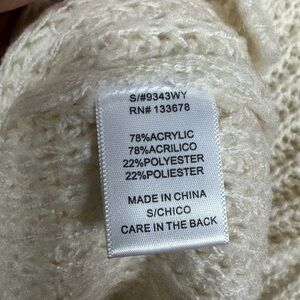 S/#9343WY
RN# 133678
78%ACRYLIC
78%ACRILICO
22%POLYESTER
22%POLIESTER
MADE IN CHINA
S/CHICO
CARE IN THE BACK